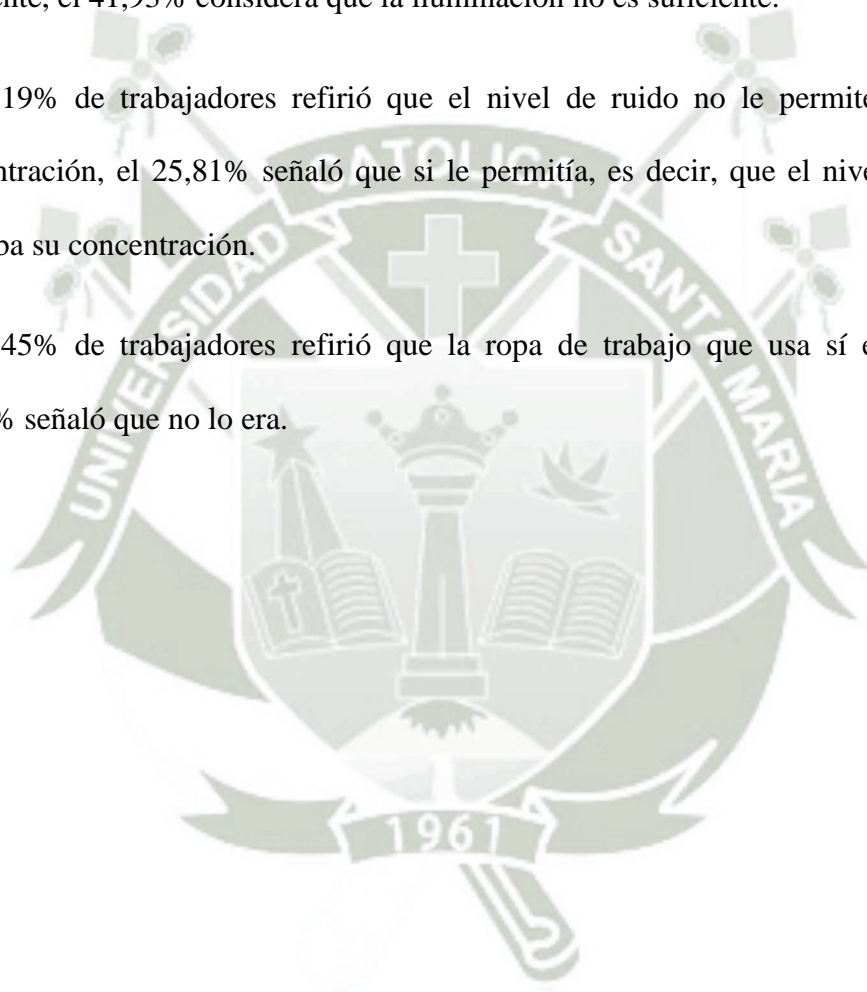 ente, el 41,93% considera que la iluminación no es suficiente.
19% de trabajadores refirió que el nivel de ruido no le permite
ntración, el 25,81% señaló que si le permitía, es decir, que el nive
ba su concentración.
45% de trabajadores refirió que la ropa de trabajo que usa sí e
% señaló que no lo era.
UNIVERSIDAD CATOLICA SANTA MARIA
1961